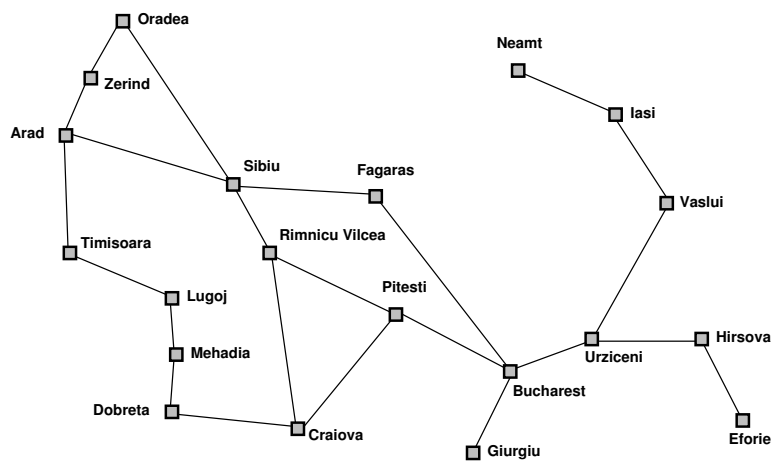 Oradea
Neamt
Zerind
Iasi
Arad
Sibiu
Fagaras
Vaslui
Rimnicu Vilcea
Timisoara
Pitesti
Lugoj
Hirsova
Mehadia
Urziceni
Bucharest
Dobreta
Craiova
Eforie
Giurgiu